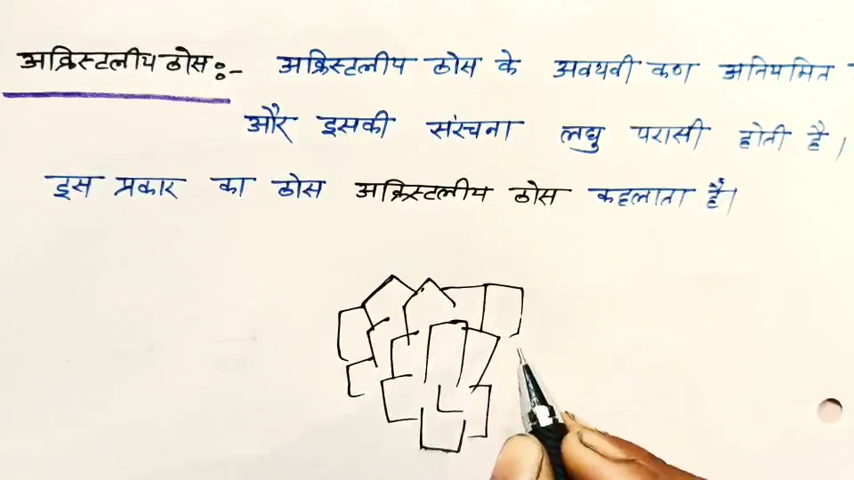 अक्रिस्टलीय ठोस:- अक्रिस्टलीय ठोस के अवयवी कण अनियमित
और इसकी संरचना लघु परासी होती है।
इस प्रकार का ठोस अक्रिस्टलीय ठोस कहलाता है।